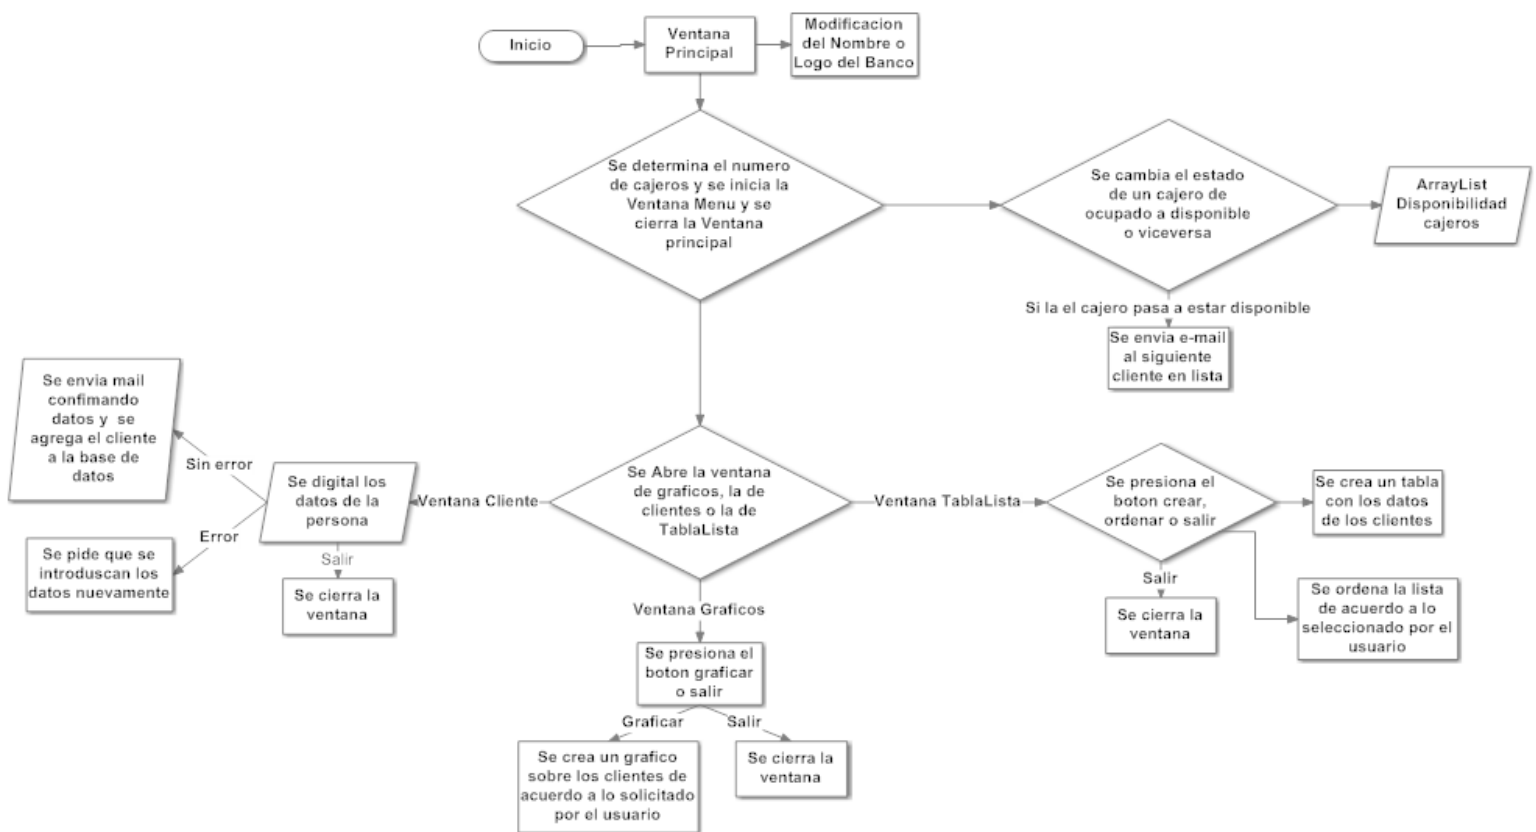 Inicio
Ventana
Principal
Modificacion
del Nombre o
Logo del Banco
Se determina el numero
de cajeros y se inicia la
Ventana Menu y se
cierra la Ventana
principal
Se cambia el estado
de un cajero de
ocupado a disponible
o viceversa
ArrayList
Disponibilidad
cajeros
Si la el cajero pasa a estar disponible
Se envia e-mail
al siguiente
cliente en lista
Se envia mail
confimando
datos y se
agrega el cliente
a la base de
datos
Sin error
Se digital los
datos de la
persona
Ventana Cliente
Se Abre la ventana
de graficos, la de
clientes o la de
TablaLista
Ventana TablaLista
Se presiona el
boton crear,
ordenar o salir
Se crea un tabla
con los datos
de los clientes
Error
Se pide que se
introduscan los
datos nuevamente
Salir
Se cierra la
ventana
Ventana Graficos
Se presiona el
boton graficar
o salir
Salir
Se cierra la
ventana
Se ordena la lista
de acuerdo a lo
seleccionado por el
usuario
Graficar
Salir
Se crea un grafico
sobre los clientes de
acuerdo a lo solicitado
por el usuario
Se cierra la
ventana